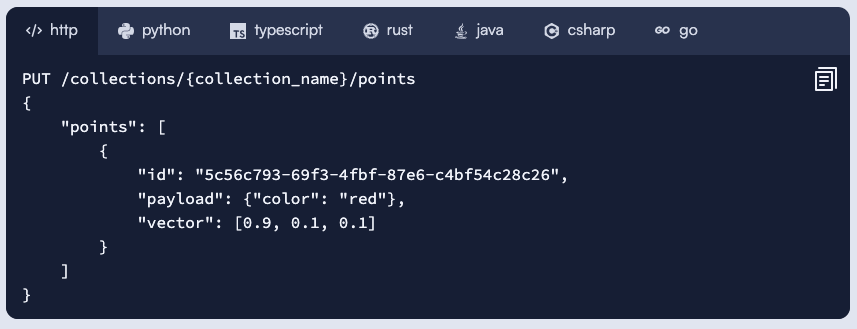 </> http python TS typescript rust java csharp GO go
PUT /collections/{collection_name}/points
{
    "points": [
        {
            "id": "5c56c793-69f3-4fbf-87e6-c4bf54c28c26",
            "payload": {"color": "red"},
            "vector": [0.9, 0.1, 0.1]
        }
    ]
}